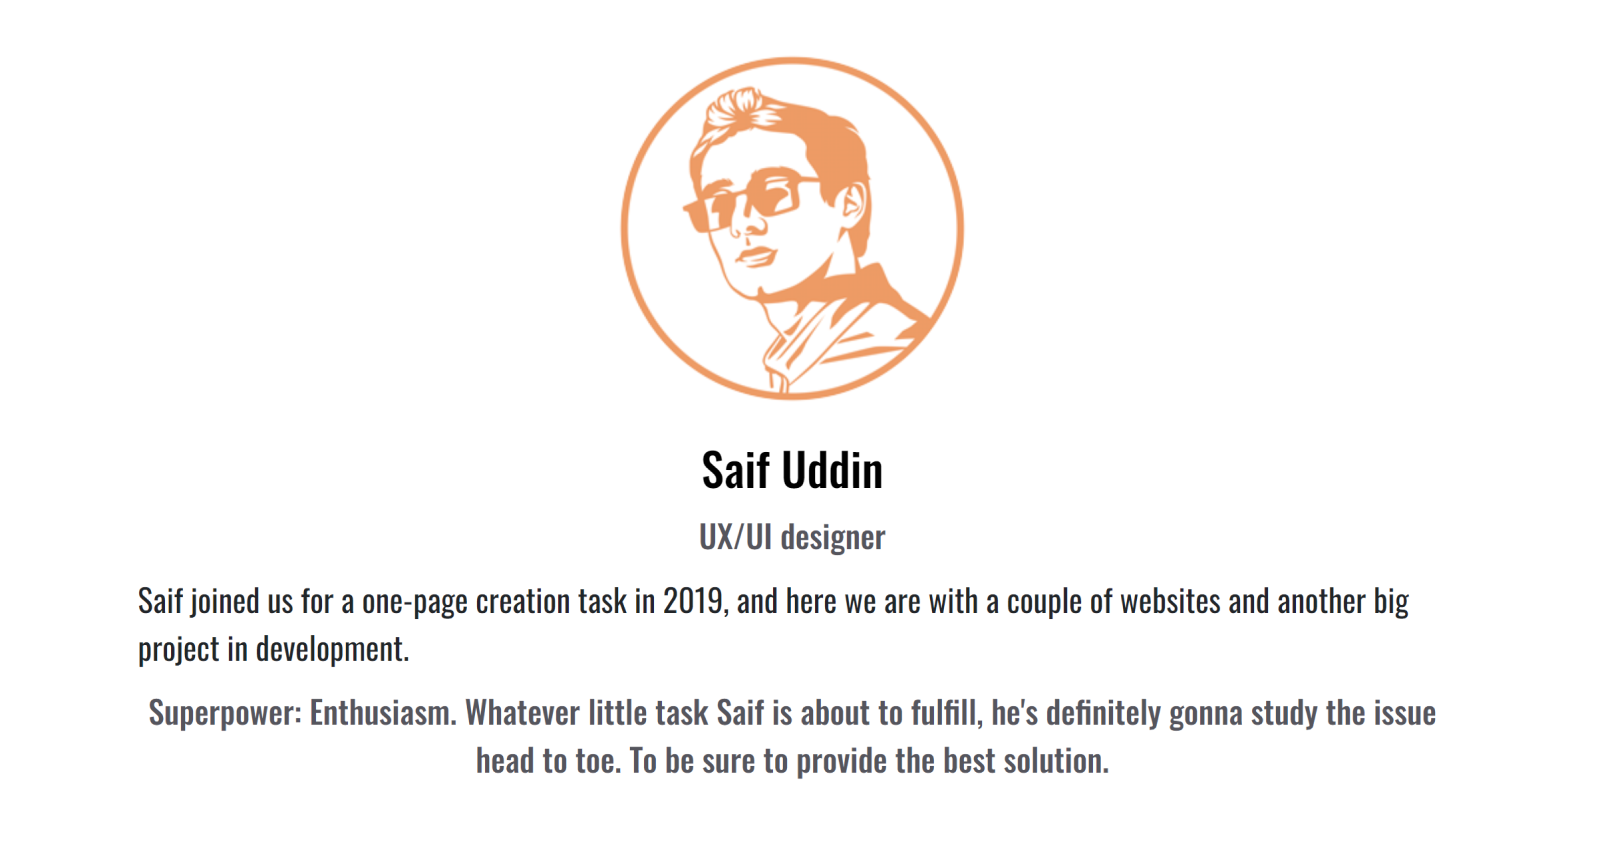 Saif Uddin
UX/UI designer
Saif joined us for a one-page creation task in 2019, and here we are with a couple of websites and another big
project in development.
Superpower: Enthusiasm. Whatever little task Saif is about to fulfill, he's definitely gonna study the issue
head to toe. To be sure to provide the best solution.